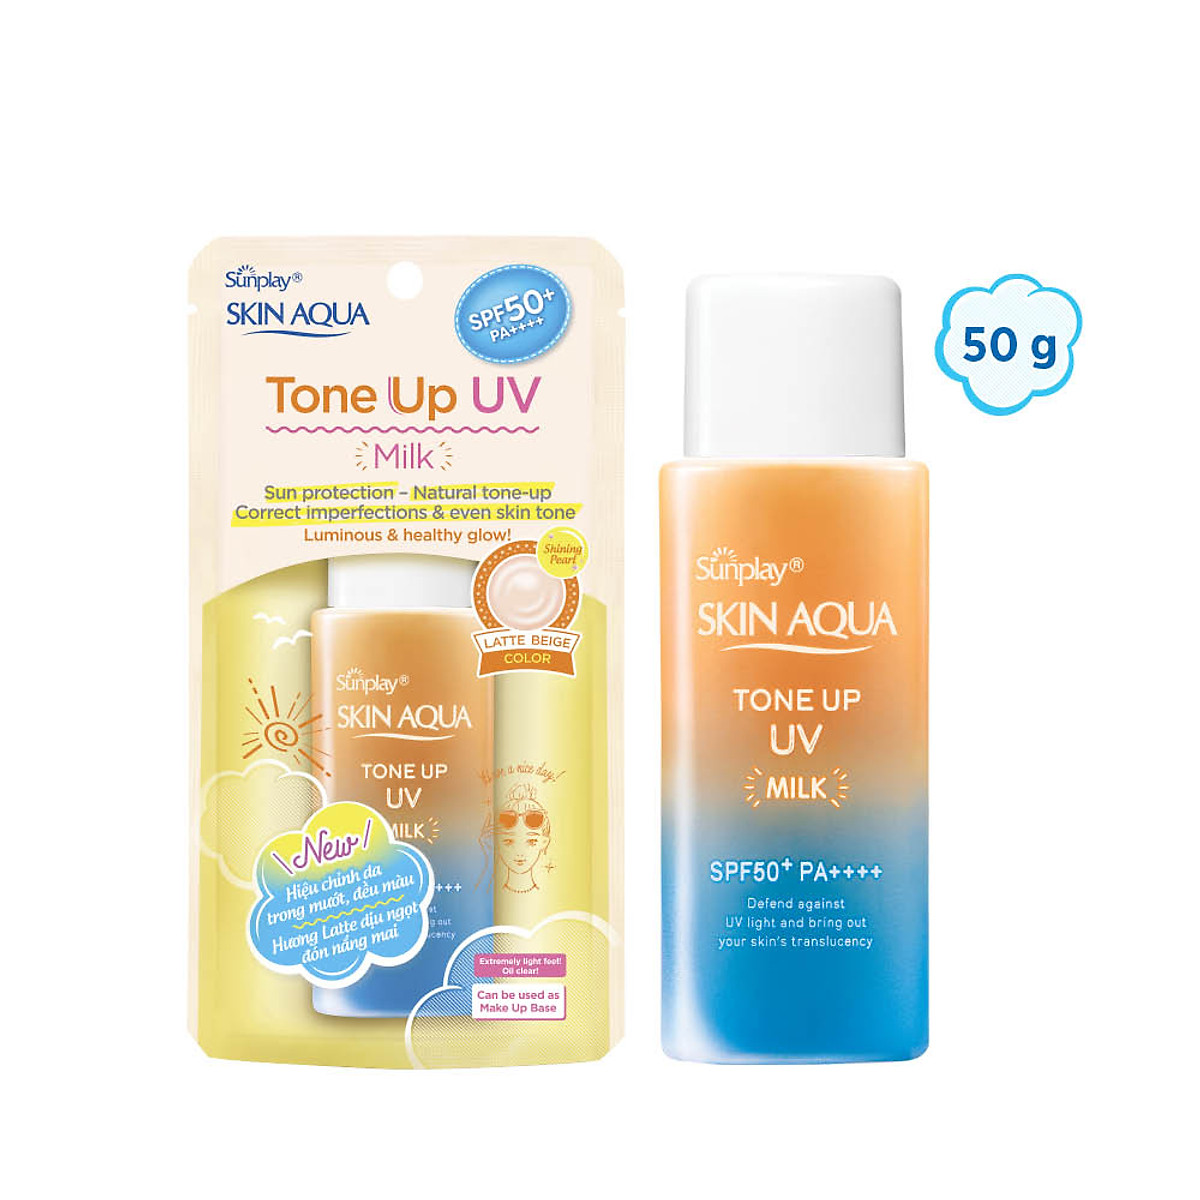 Sunplay®
SKIN AQUA
SPF50+
PA++++
Tone Up UV
Milk
Sun protection – Natural tone-up
Correct imperfections & even skin tone
Luminous & healthy glow!
Shining
Pearl
LATTE BEIGE
COLOR
Sunplay®
SKIN AQUA
TONE UP
UV
MILK
+++
a nice day!
New
Hiệu chỉnh da
trong mướt, đều màu
Hương Latte dịu ngọt
đón nắng mai
Extremely light feel!
Oil clear!
Can be used as
Make Up Base
Sunplay®
SKIN AQUA
TONE UP
UV
MILK
SPF50+ PA++++
Defend against
UV light and bring out
your skin's translucency
50 g